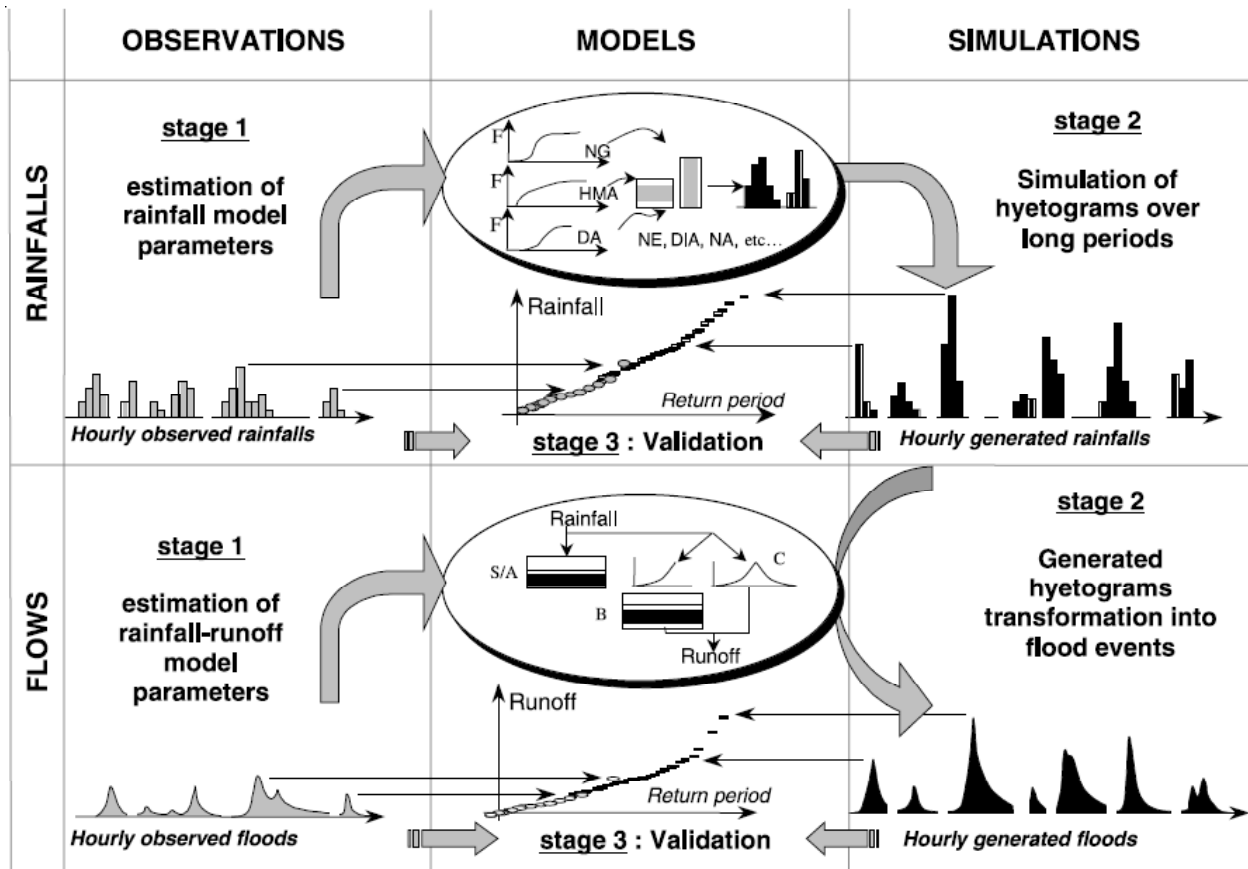 OBSERVATIONS
MODELS
SIMULATIONS
RAINFALLS
stage 1
estimation of
rainfall model
parameters
F
NG
F
HMA
F
DA
NE, DIA, NA, etc...
stage 2
Simulation of
hyetograms over
long periods
Rainfall
Return period
Hourly observed rainfalls
stage 3 : Validation
Hourly generated rainfalls
FLOWS
stage 1
estimation of
rainfall-runoff
model
parameters
Rainfall
S/A
C
B
Runoff
stage 2
Generated
hyetograms
transformation into
flood events
Runoff
Return period
Hourly observed floods
stage 3 : Validation
Hourly generated floods